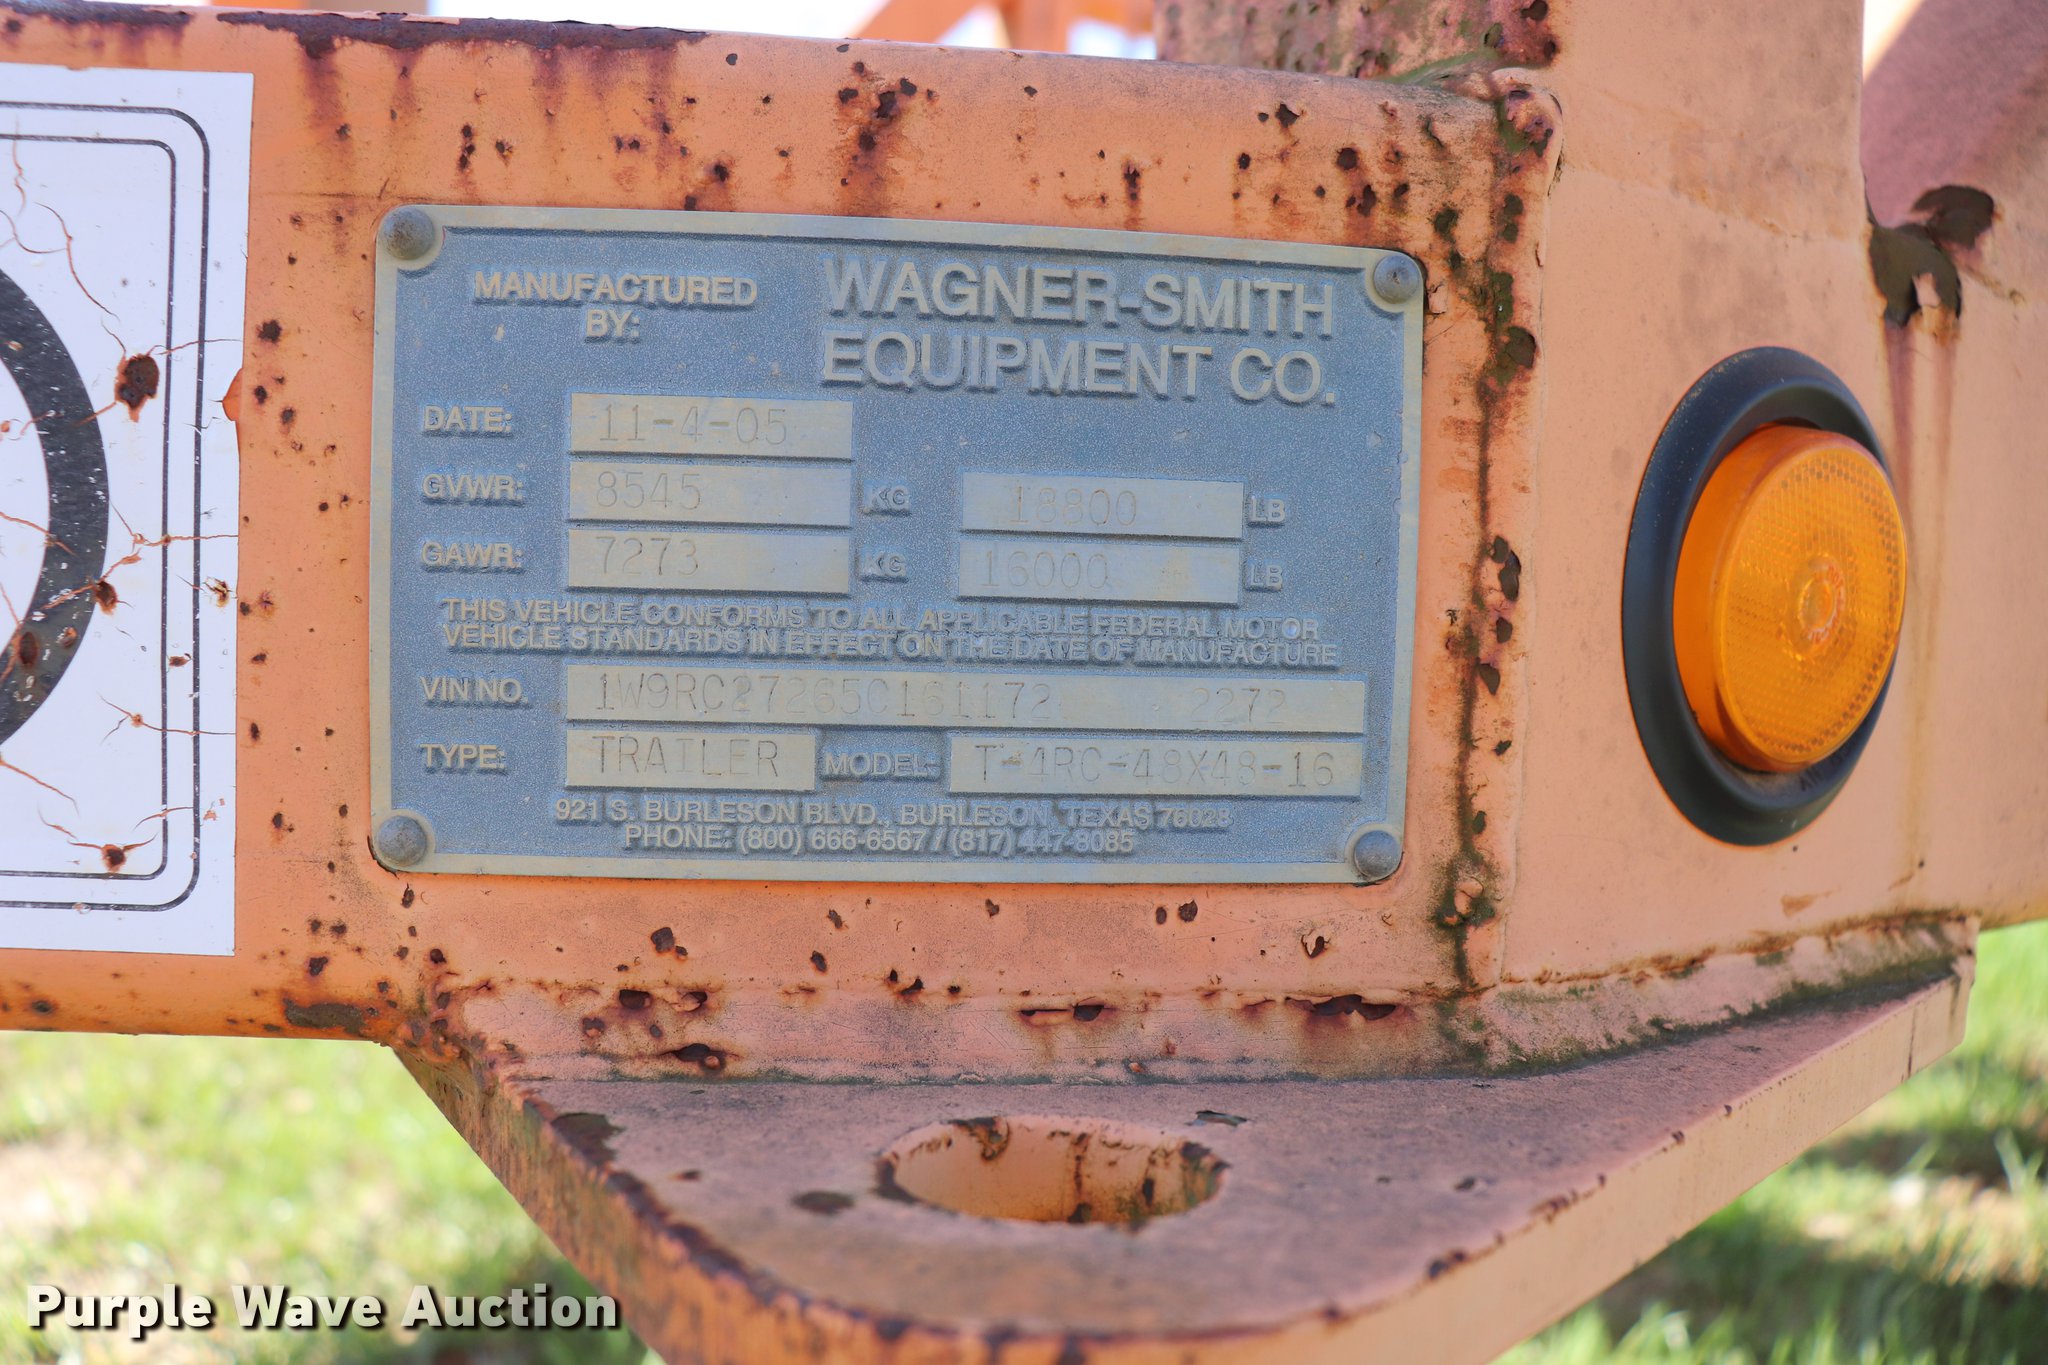 MANUFACTURED BY: WAGNER-SMITH EQUIPMENT CO.
DATE: 11-4-05
GVWR: 8545 KG 18800 LB
GAWR: 7273 KG 16000 LB
THIS VEHICLE CONFORMS TO ALL APPLICABLE FEDERAL MOTOR
VEHICLE STANDARDS IN EFFECT ON THE DATE OF MANUFACTURE
VIN NO. 1W9RC27265C161172 2272
TYPE: TRAILER MODEL: T-4RC-48X48-16
921 S. BURLESON BLVD., BURLESON, TEXAS 76028
PHONE: (800) 666-6567 / (817) 447-8085
Purple Wave Auction